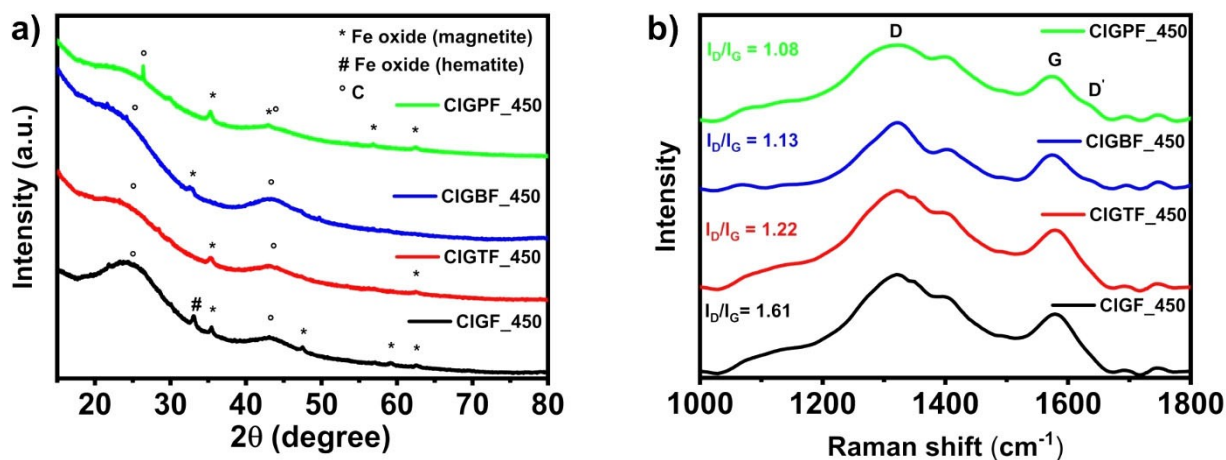 a)
* Fe oxide (magnetite)
# Fe oxide (hematite)
° C
°
*
*°
*
*
CIGPF_450
°
*
°
CIGBF_450
°
*
°
*
CIGTF_450
°
#
*
°
*
*
*
CIGF_450
Intensity (a.u.)
20 30 40 50 60 70 80
2θ (degree)
b)
D
G
D'
I_D/I_G = 1.08
CIGPF_450
I_D/I_G = 1.13
CIGBF_450
I_D/I_G = 1.22
CIGTF_450
I_D/I_G= 1.61
CIGF_450
Intensity
1000 1200 1400 1600 1800
Raman shift (cm⁻¹)